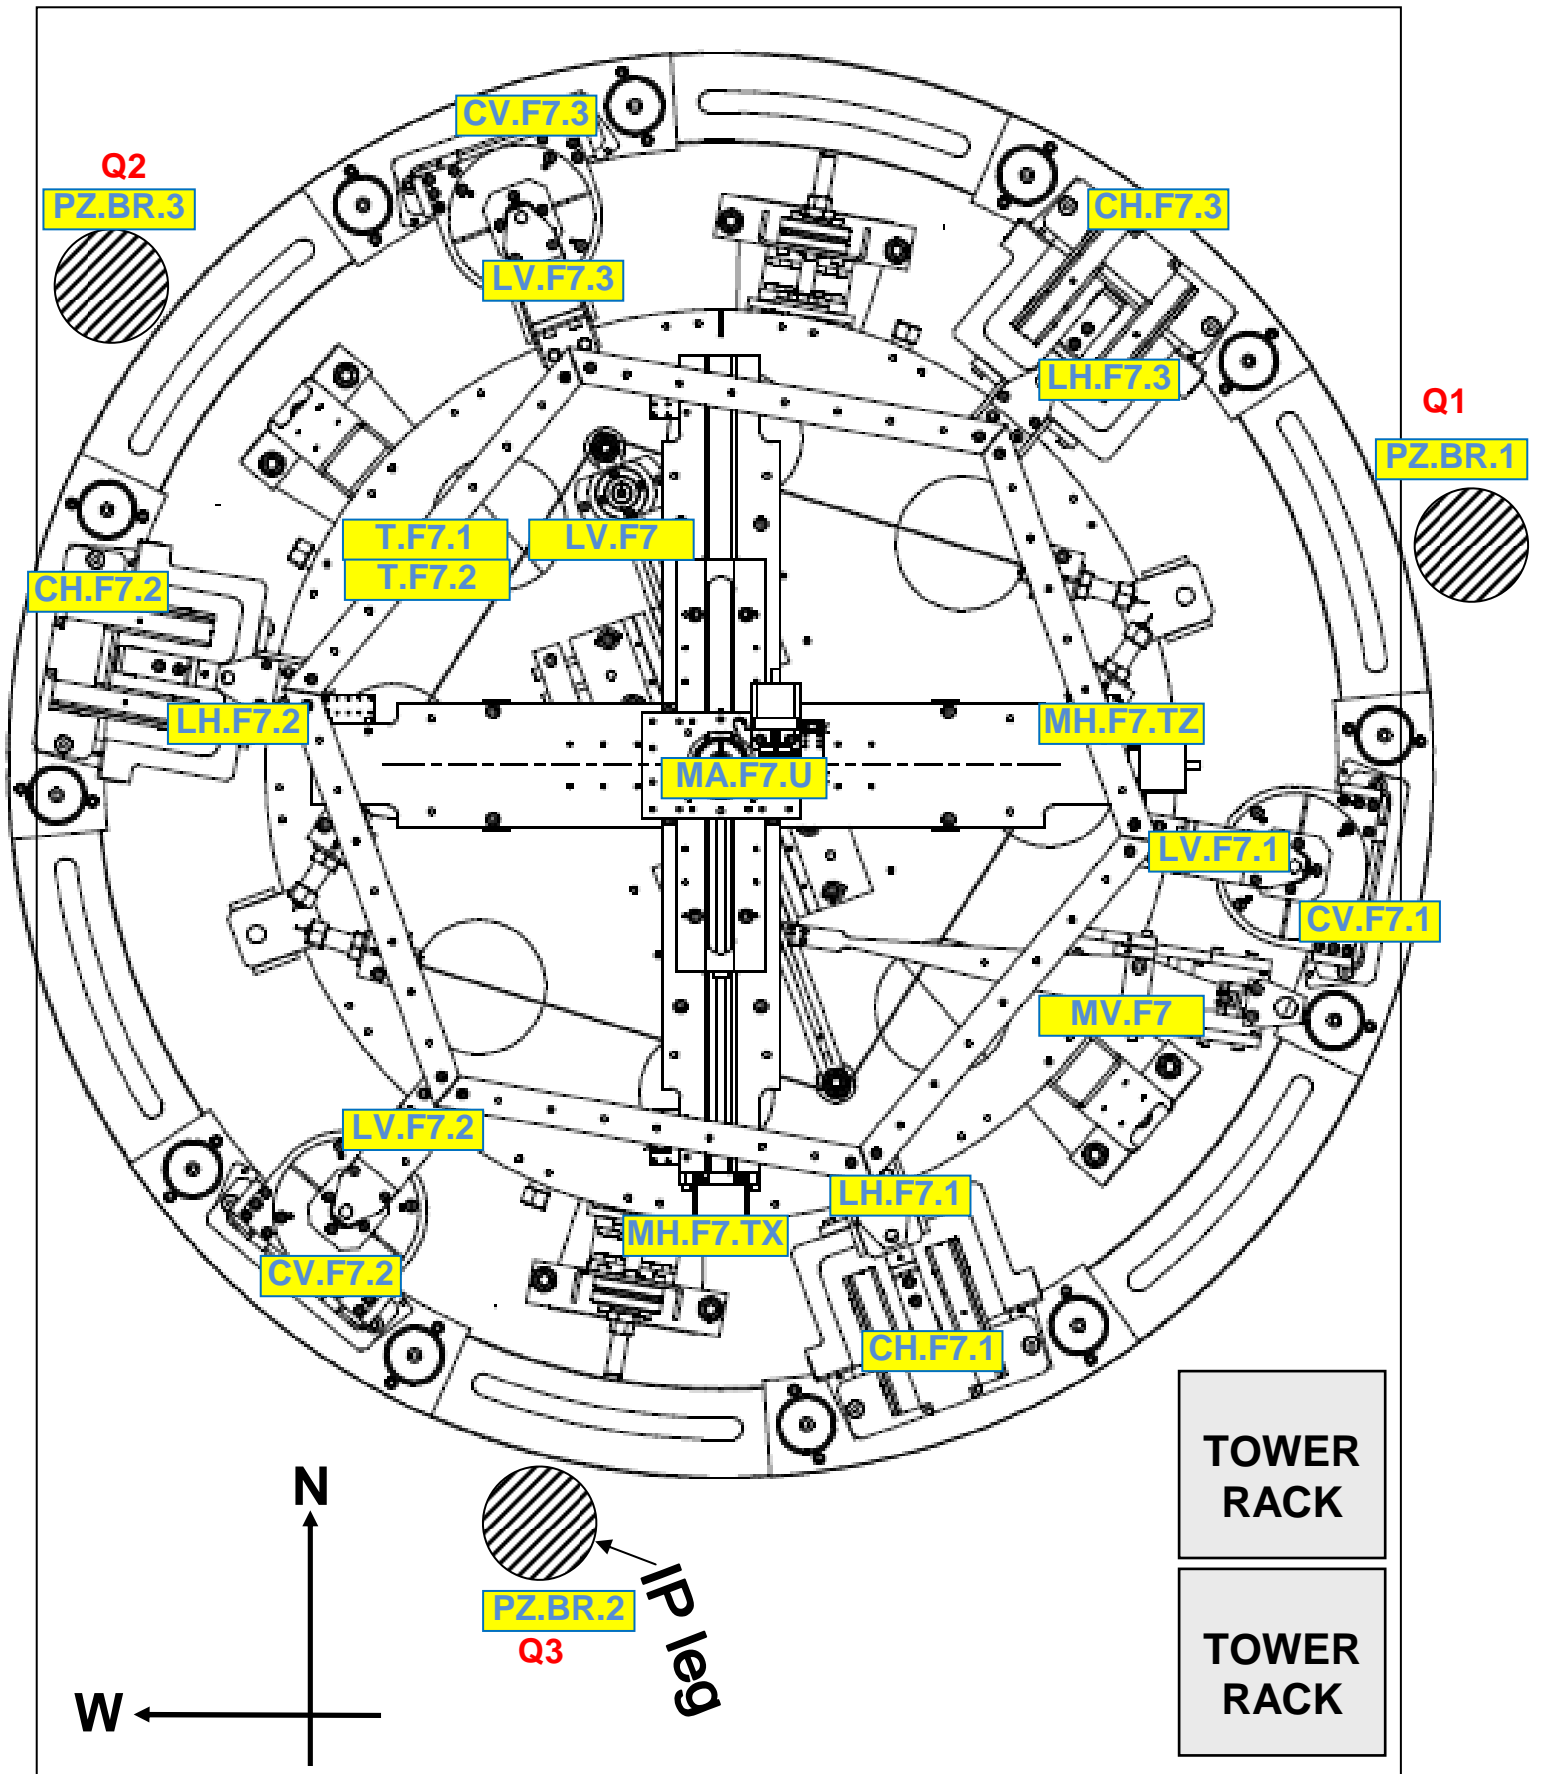 CV.F7.3
Q2
PZ.BR.3
CH.F7.3
LV.F7.3
LH.F7.3
Q1
PZ.BR.1
T.F7.1
LV.F7
T.F7.2
CH.F7.2
LH.F7.2
MH.F7.TZ
MA.F7.U
LV.F7.1
CV.F7.1
MV.F7
LV.F7.2
LH.F7.1
MH.F7.TX
CV.F7.2
CH.F7.1
TOWER
RACK
N
IP leg
PZ.BR.2
Q3
TOWER
RACK
W